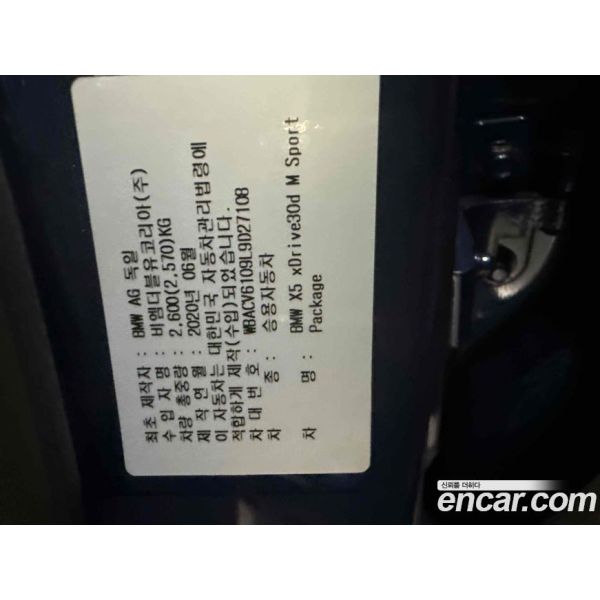 최초 제작자 : BMW AG 독일
수 입 자 명 : 비엠더블유코리아(주)
차량 총중량 : 2,600(2,570)KG
제 작 연 월 : 2020년 06월
이 자동차는 대한민국 자동차관리법령에
적합하게 제작(수입)되었습니다.
차 대 번 호 : WBACV6109L9D27108
차 종 : 승용자동차
차 명 : BMW X5 xDrive30d M Sport
Package
신뢰를 더하다
encar.com